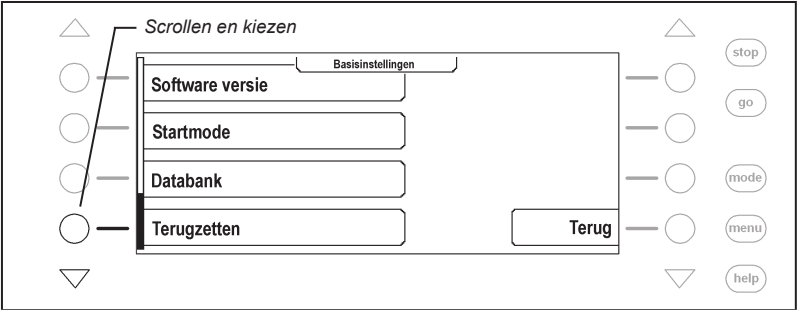 Scrollen en kiezen
Basisinstellingen
Software versie
Startmode
Databank
Terugzetten
Terug
stop
go
mode
menu
help